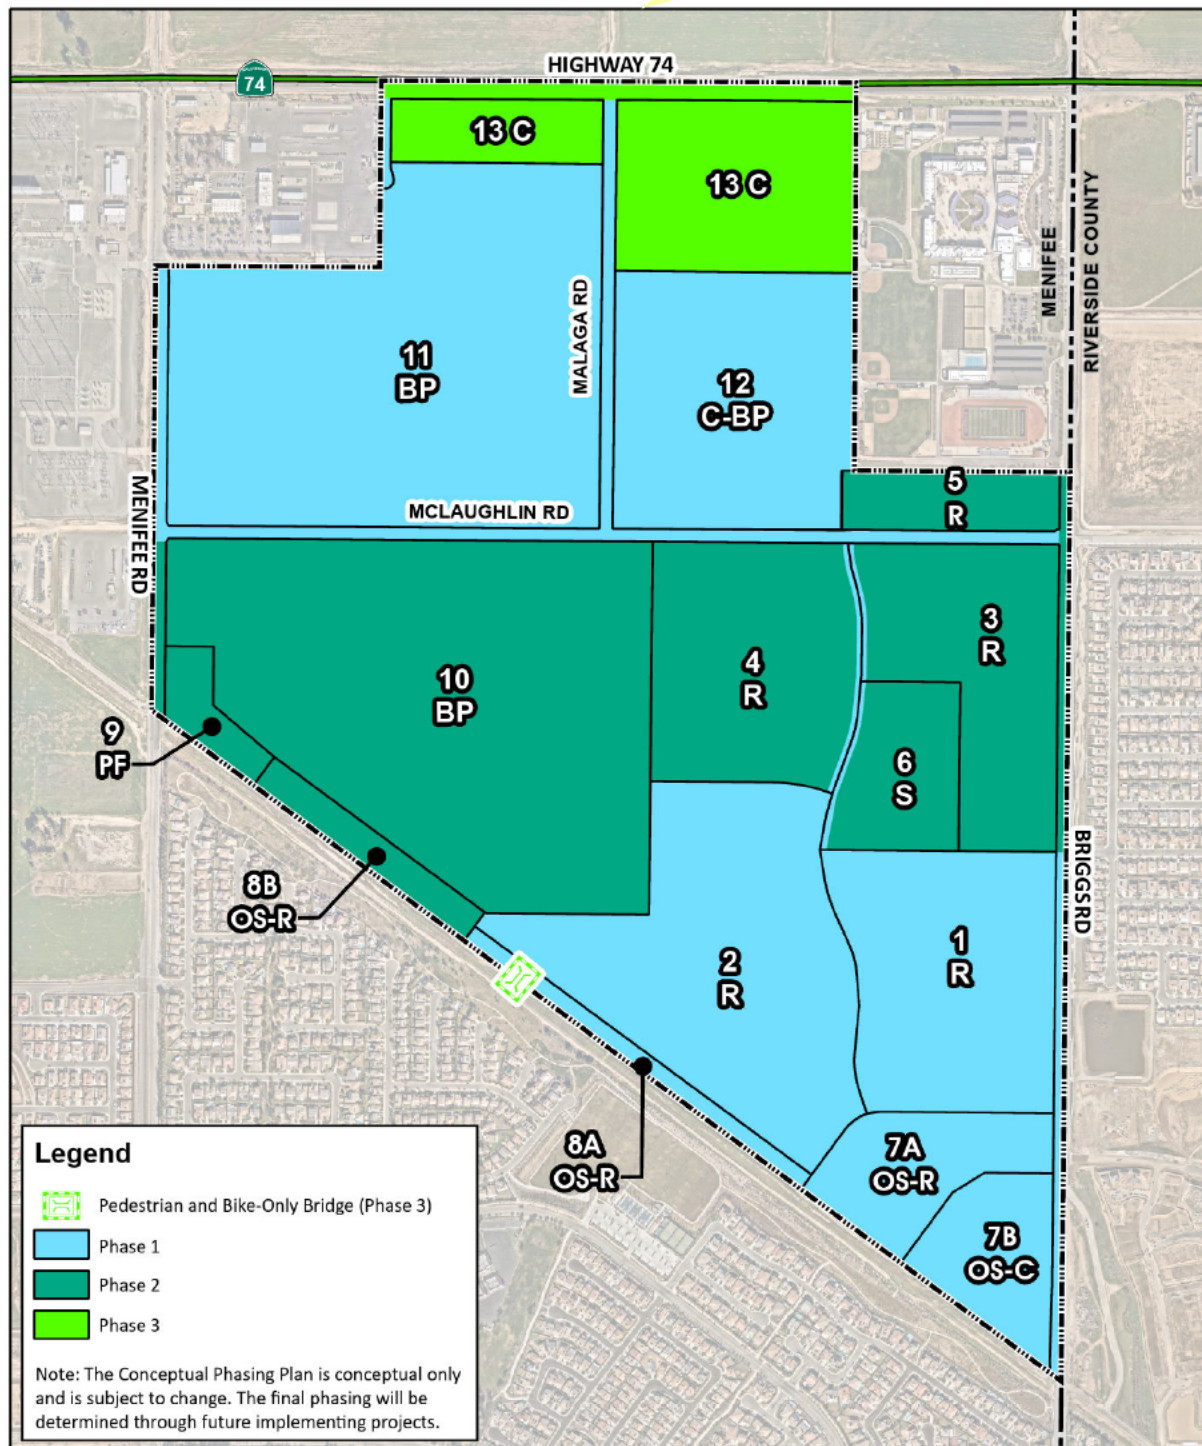 HIGHWAY 74
74
13 C
13 C
MENIFEE
RIVERSIDE COUNTY
MALAGA RD
11
BP
12
C-BP
5
R
MENIFEE RD
MCLAUGHLIN RD
3
R
4
R
10
BP
9
PF
6
S
BRIGGS RD
8B
OS-R
2
R
1
R
8A
OS-R
7A
OS-R
7B
OS-C
Legend
Pedestrian and Bike-Only Bridge (Phase 3)
Phase 1
Phase 2
Phase 3
Note: The Conceptual Phasing Plan is conceptual only
and is subject to change. The final phasing will be
determined through future implementing projects.